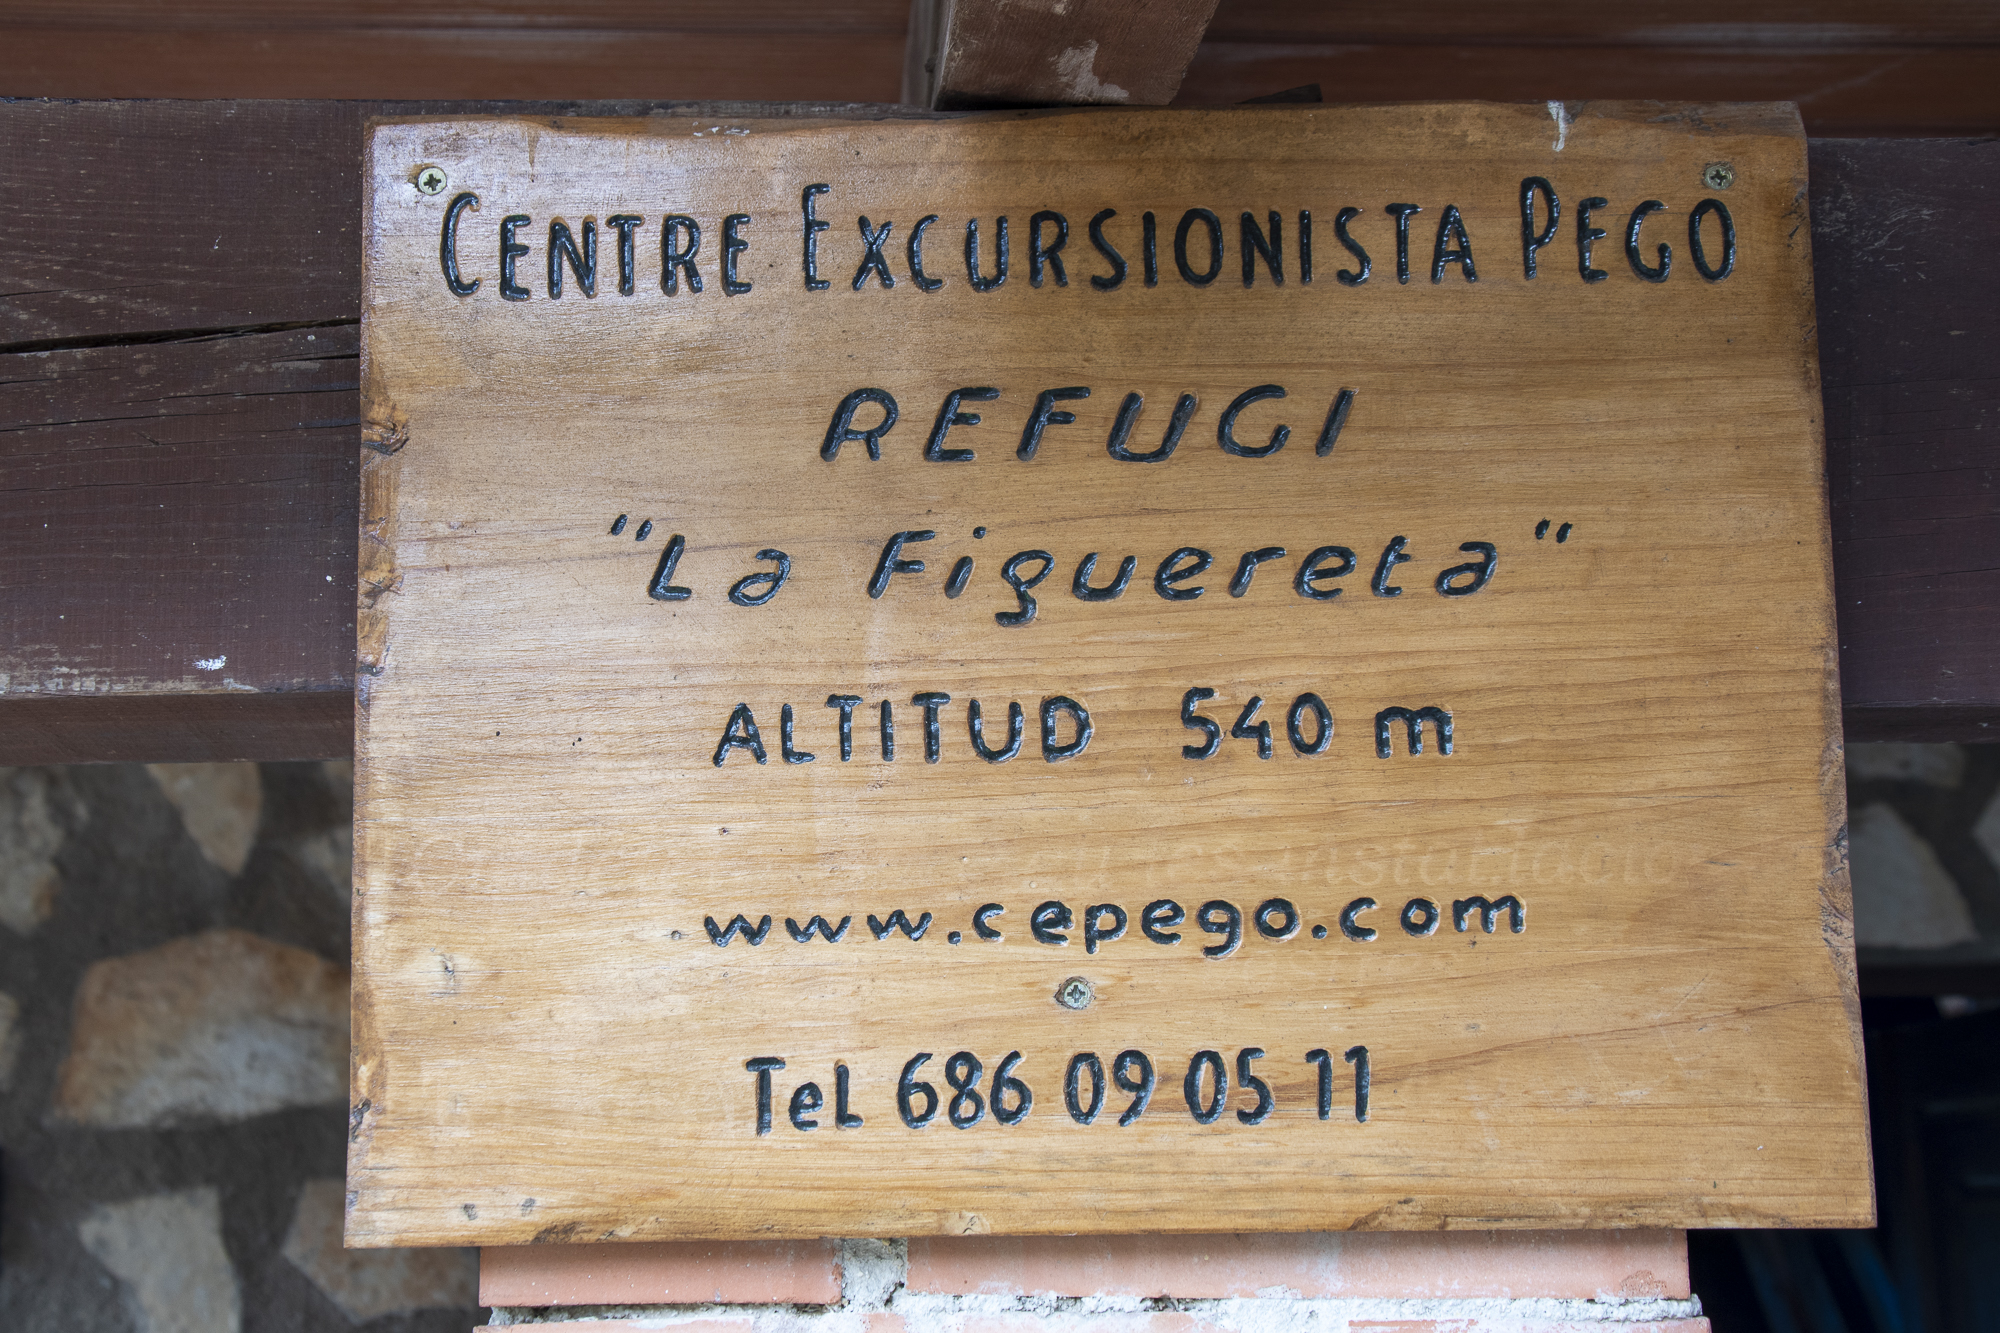 CENTRE EXCURSIONISTA PEGO
REFUGI
"La Figuereta"
ALTITUD 540 m
www.cepego.com
TeL 686 09 05 11